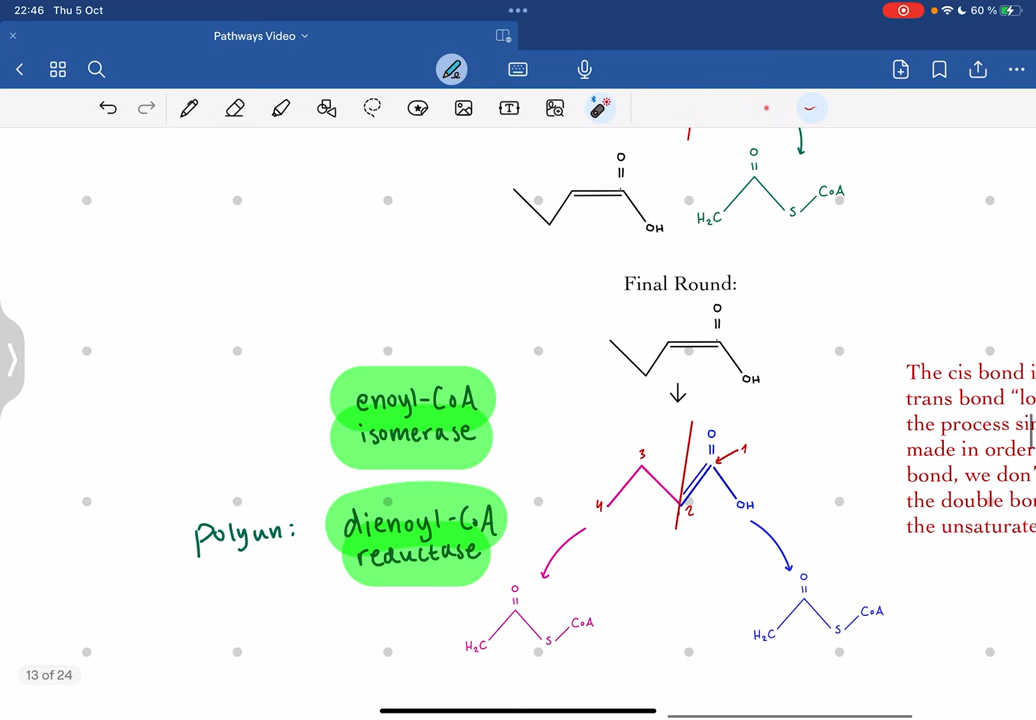 22:46 Thu 5 Oct
60 %
Pathways Video
O
H₂C
S
CoA
OH
Final Round:
O
OH
The cis bond i
trans bond “lo
the process sin
made in order
bond, we don’
the double bo
the unsaturate
enoyl-CoA
isomerase
O
1
3
4
2
OH
Polyun:
dienoyl-CoA
reductase
O
H₂C
S
CoA
O
H₂C
S
CoA
13 of 24